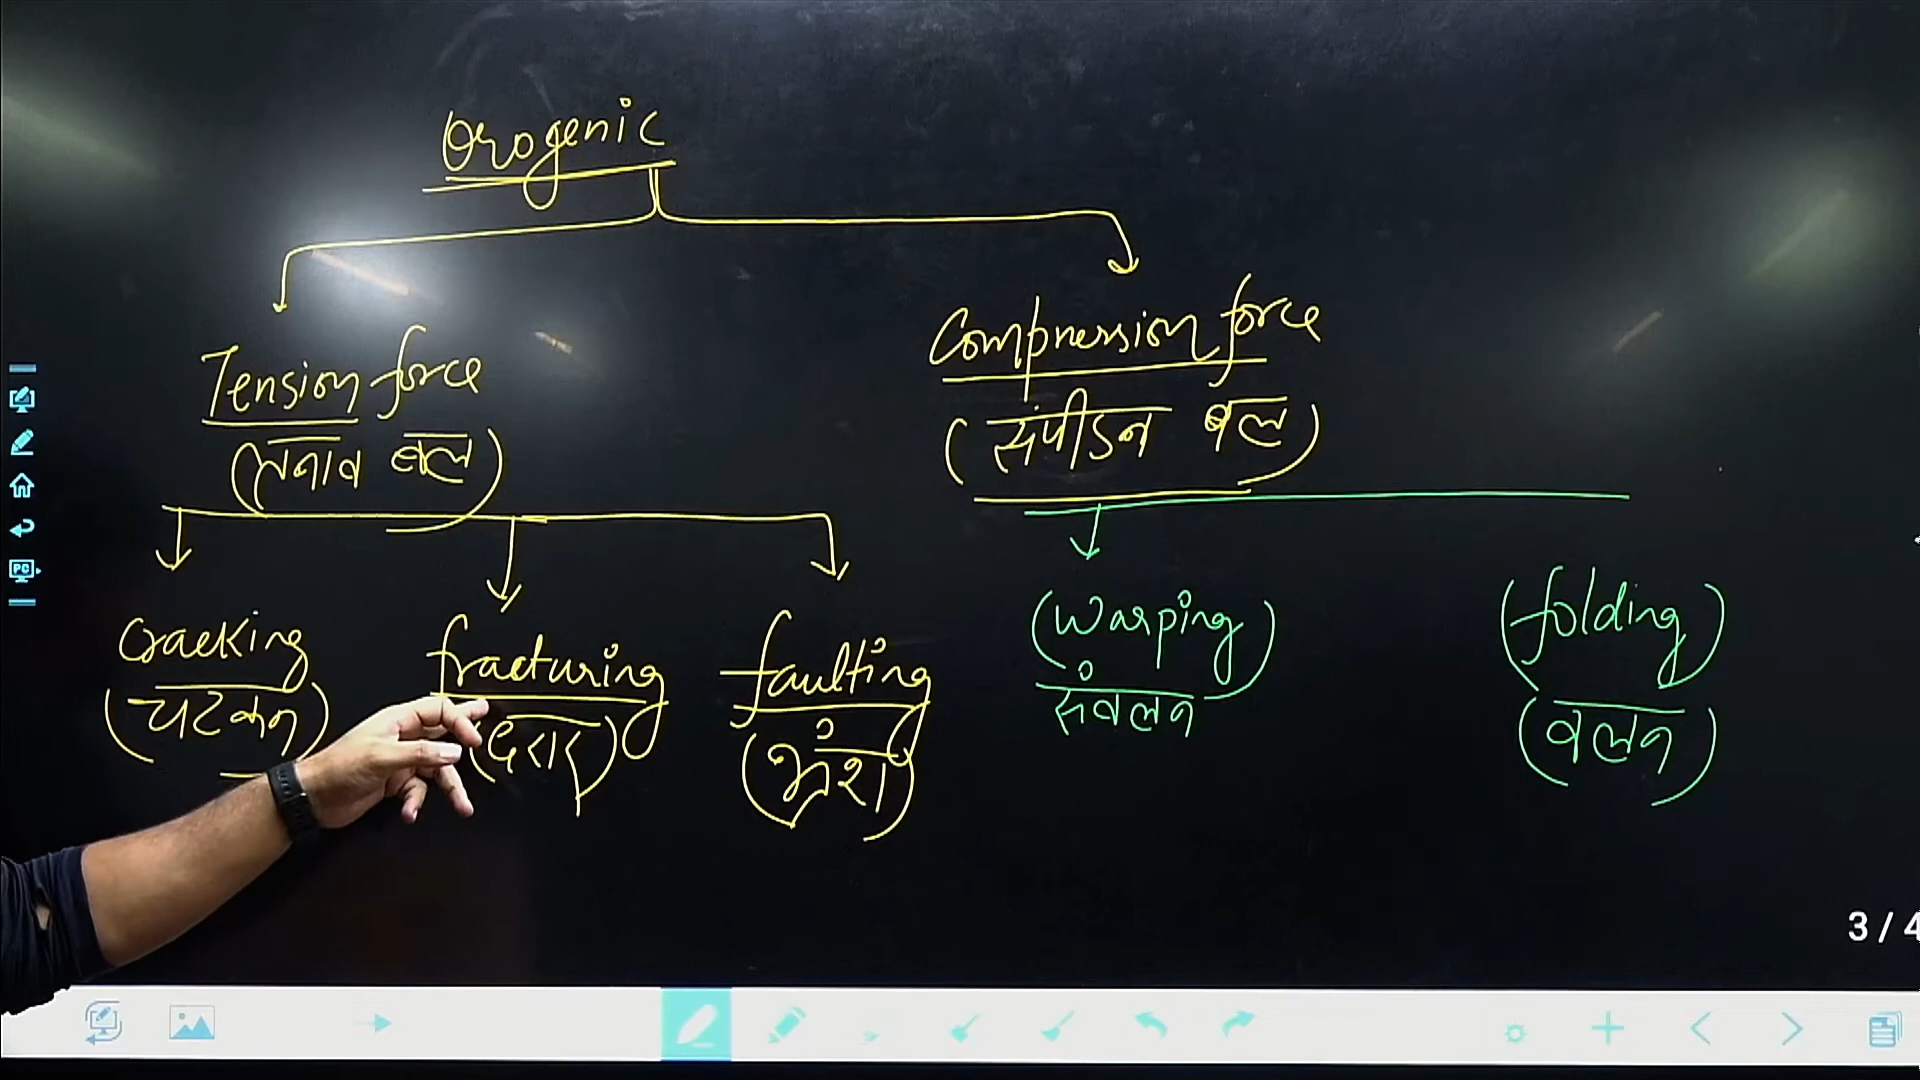 Orogenic
Tension force
(तनाव बल)
Compression force
(संपीडन बल)
Cracking
(चटकन)
fracturing
(दरार)
faulting
(भ्रंश)
(Warping)
संवलन
(folding)
(वलन)
PC
3 / 4